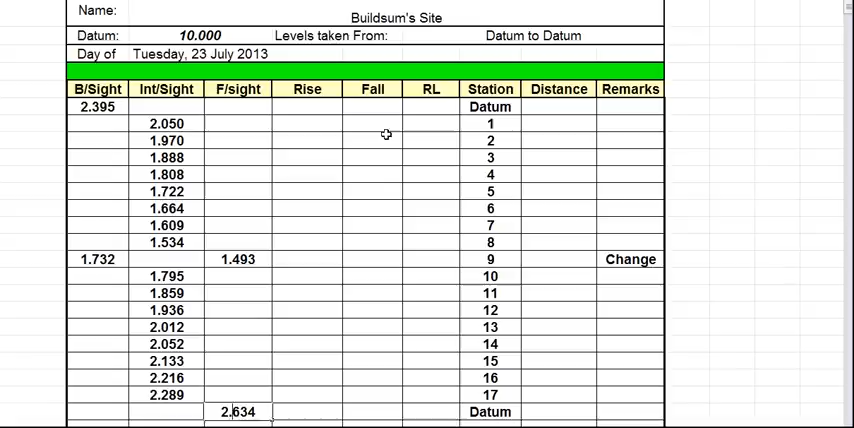 Name: Buildsum's Site
Datum: 10.000 Levels taken From: Datum to Datum
Day of Tuesday, 23 July 2013
B/Sight Int/Sight F/sight Rise Fall RL Station Distance Remarks
2.395 Datum
2.050 1
1.970 2
1.888 3
1.808 4
1.722 5
1.664 6
1.609 7
1.534 8
1.732 1.493 9 Change
1.795 10
1.859 11
1.936 12
2.012 13
2.052 14
2.133 15
2.216 16
2.289 17
2.634 Datum